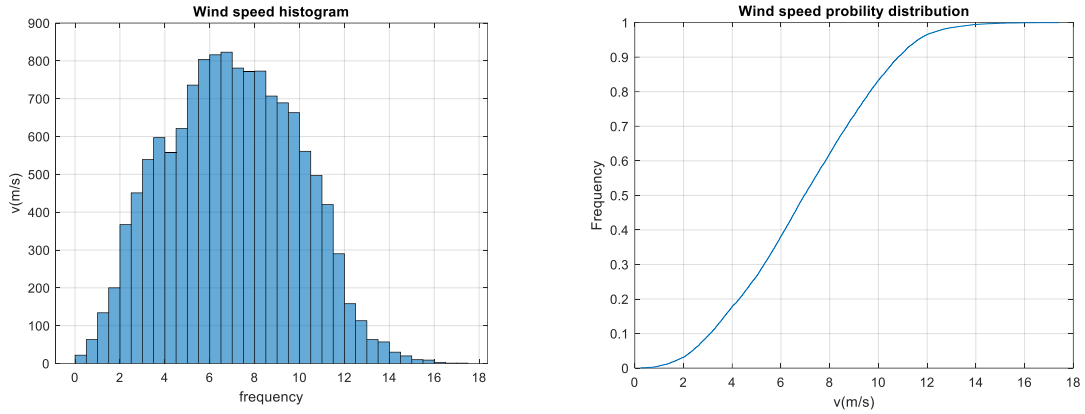 Wind speed histogram
900
800
700
600
500
400
300
200
100
0
v(m/s)
0 2 4 6 8 10 12 14 16 18
frequency
Wind speed probility distribution
1
0.9
0.8
0.7
0.6
0.5
0.4
0.3
0.2
0.1
0
Frequency
0 2 4 6 8 10 12 14 16 18
v(m/s)